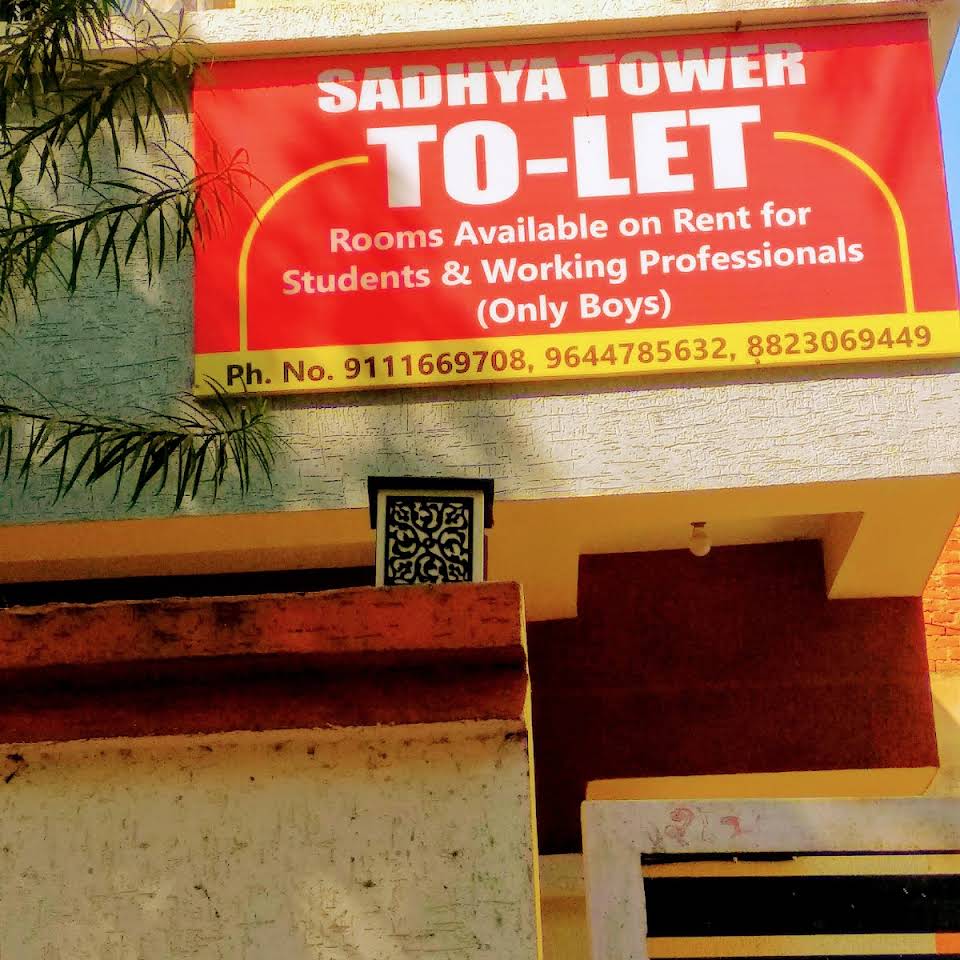 SADHYA TOWER
TO-LET
Rooms Available on Rent for
Students & Working Professionals
(Only Boys)
Ph. No. 9111669708, 9644785632, 8823069449